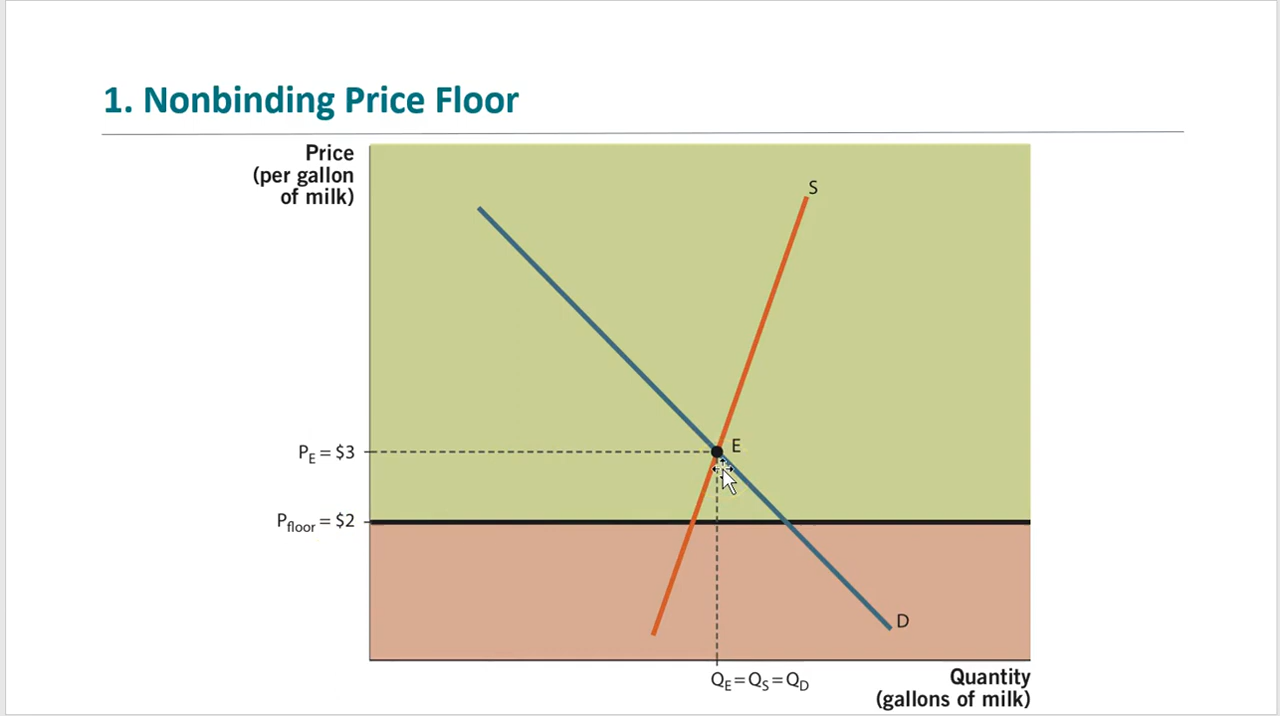 1. Nonbinding Price Floor
Price
(per gallon
of milk)
S
E
P_E = $3
P_floor = $2
D
Q_E = Q_S = Q_D
Quantity
(gallons of milk)